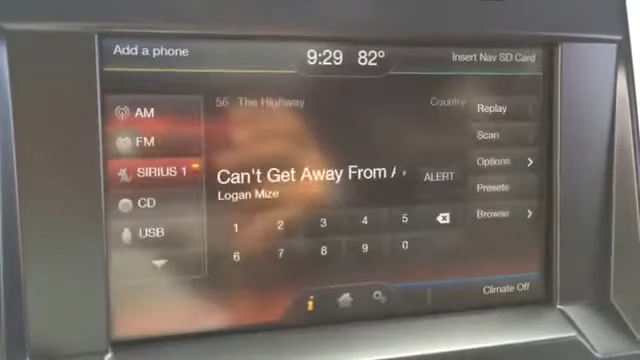 Add a phone
9:29 82°
Insert Nav SD Card
56 The Highway
Country
AM
FM
SIRIUS 1
CD
USB
Can't Get Away From
Logan Mize
ALERT
1 2 3 4 5
6 7 8 9 0
Replay
Scan
Options
Presets
Browse
i
Climate Off